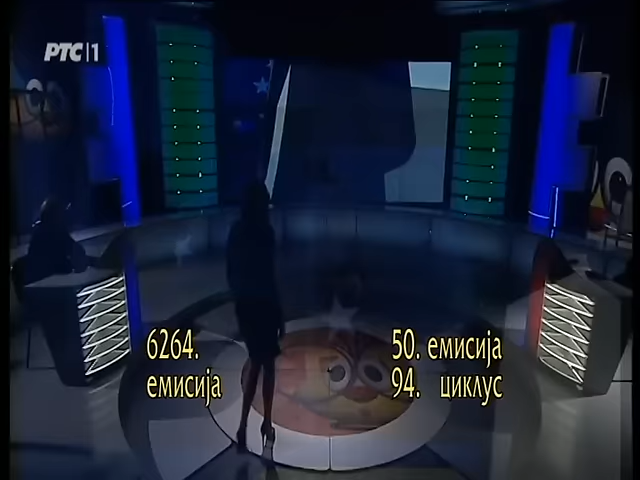 РТС|1
6264.
емисија
50. емисија
94. циклус